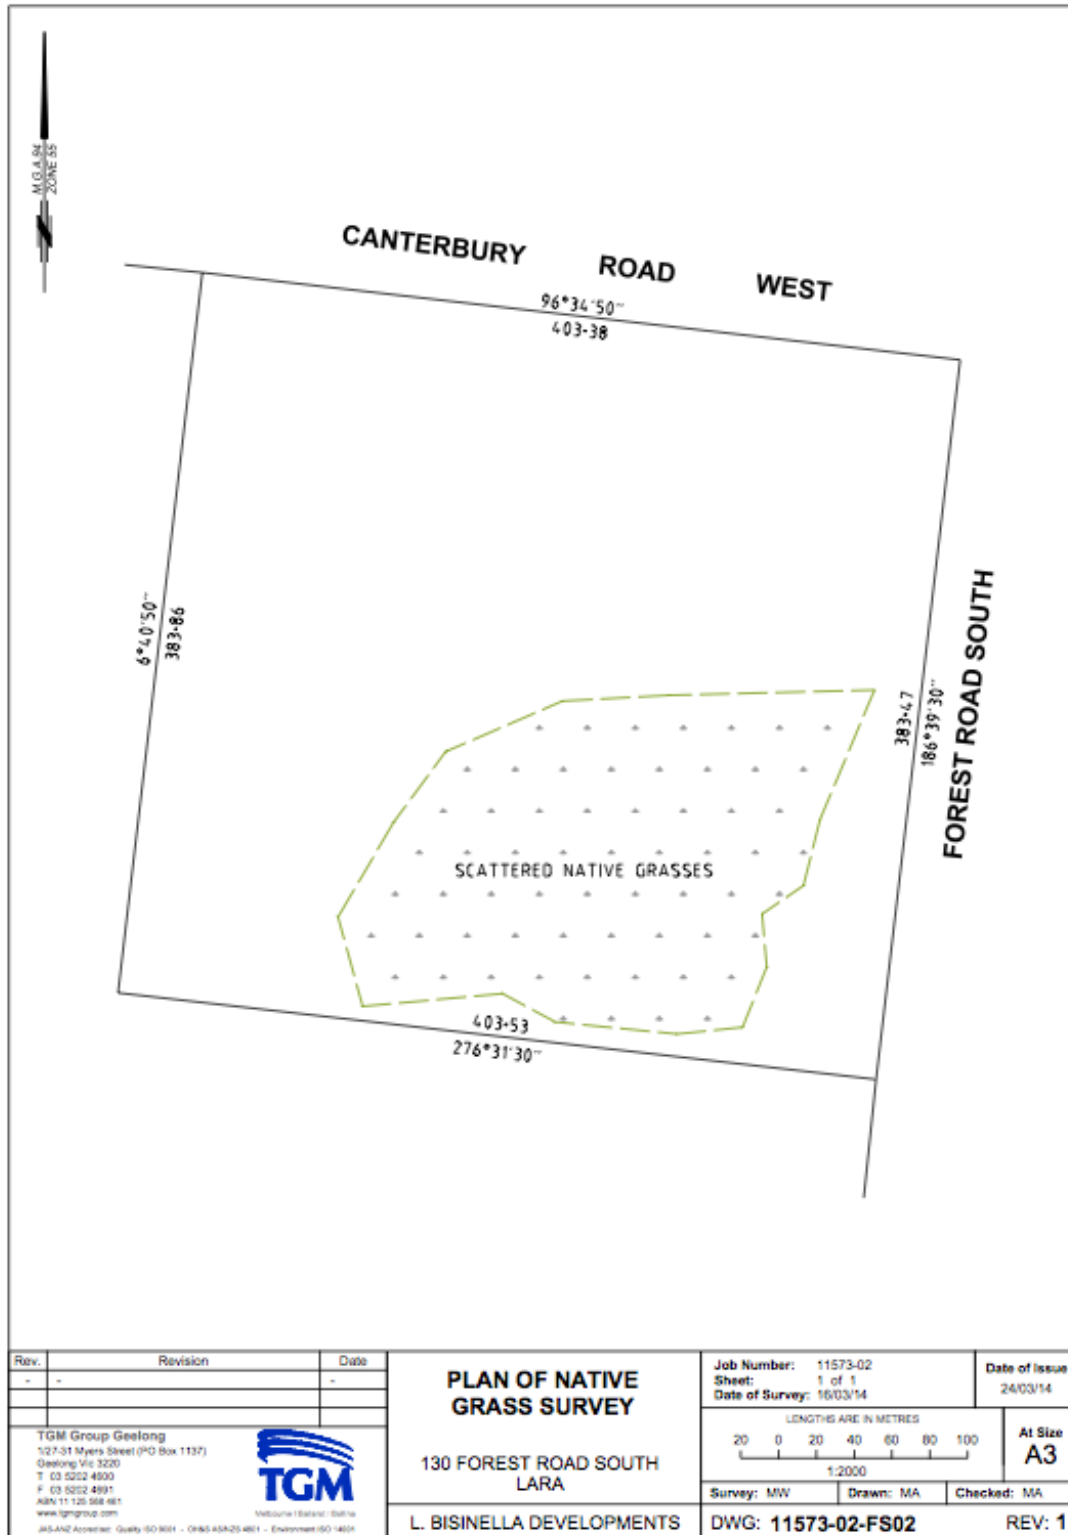 M.G.A.94
ZONE 55
CANTERBURY ROAD WEST
96°34'50"
403·38
6°40'50"
383·86
383·47
186°39'30"
FOREST ROAD SOUTH
SCATTERED NATIVE GRASSES
403·53
276°31'30"
Rev. Revision Date
- - -
TGM Group Geelong
1/27-31 Myers Street (PO Box 1137)
Geelong Vic 3220
T 03 5202 4600
F 03 5202 4691
www.tgmgroup.com
TGM
Melbourne | Ballarat | Ballina
PLAN OF NATIVE
GRASS SURVEY
130 FOREST ROAD SOUTH
LARA
L. BISINELLA DEVELOPMENTS
Job Number: 11573-02
Sheet: 1 of 1
Date of Survey: 16/03/14
Date of Issue
24/03/14
LENGTHS ARE IN METRES
20 0 20 40 60 80 100
1:2000
At Size
A3
Survey: MW Drawn: MA Checked: MA
DWG: 11573-02-FS02 REV: 1